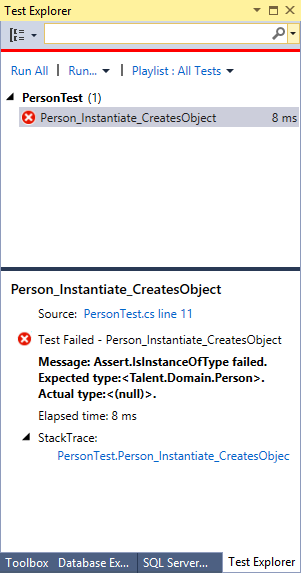 Test Explorer
Run All | Run... | Playlist : All Tests
PersonTest (1)
Person_Instantiate_CreatesObject 8 ms
Person_Instantiate_CreatesObject
Source: PersonTest.cs line 11
Test Failed - Person_Instantiate_CreatesObject
Message: Assert.IsInstanceOfType failed.
Expected type:<Talent.Domain.Person>.
Actual type:<(null)>.
Elapsed time: 8 ms
StackTrace:
PersonTest.Person_Instantiate_CreatesObjec
Toolbox Database Ex... SQL Server... Test Explorer